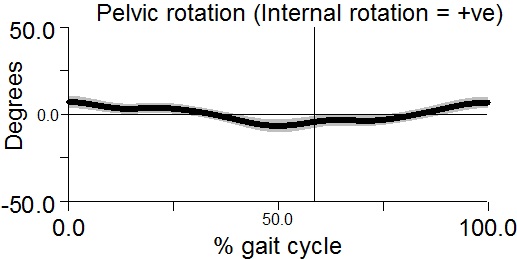 Pelvic rotation (Internal rotation = +ve)
50.0
Degrees
0.0
-50.0
0.0
50.0
100.0
% gait cycle